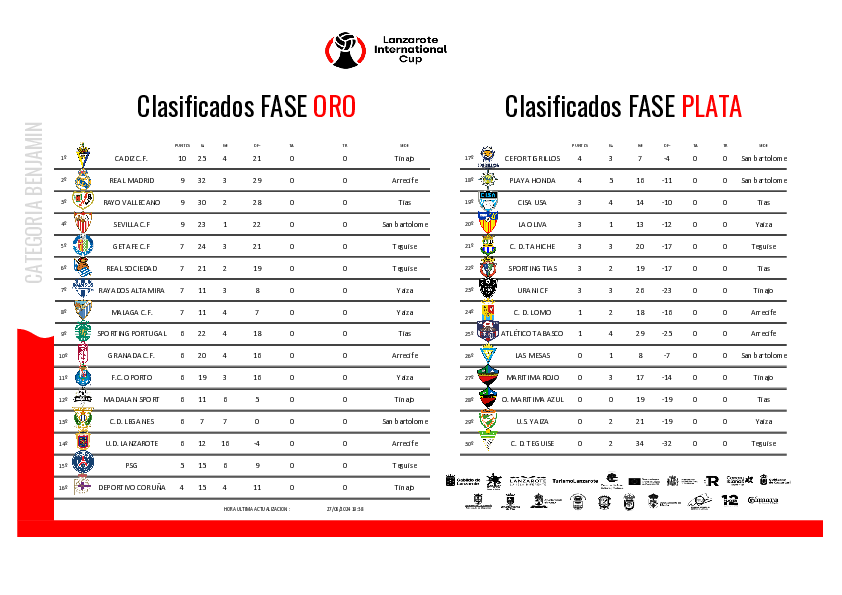 Lanzarote
International
Cup
Clasificados FASE ORO
Clasificados FASE PLATA
CATEGORIA BENJAMIN
PUNTOS GF GC DF- TA TR SEDE
1º CADIZ C.F. 10 25 4 21 0 0 Tinajo
2º REAL MADRID 9 32 3 29 0 0 Arrecife
3º RAYO VALLECANO 9 30 2 28 0 0 Tias
4º SEVILLA C.F 9 23 1 22 0 0 San bartolome
5º GETAFE C.F 7 24 3 21 0 0 Teguise
6º REAL SOCIEDAD 7 21 2 19 0 0 Teguise
7º RAYADOS ALTAMIRA 7 11 3 8 0 0 Yaiza
8º MALAGA C.F. 7 11 4 7 0 0 Yaiza
9º SPORTING PORTUGAL 6 22 4 18 0 0 Tias
10º GRANADA C.F. 6 20 4 16 0 0 Arrecife
11º F.C. OPORTO 6 19 3 16 0 0 Yaiza
12º MADALAN SPORT 6 11 6 5 0 0 Tinajo
13º C.D. LEGANES 6 7 7 0 0 0 San bartolome
14º U.D. LANZAROTE 6 12 16 -4 0 0 Arrecife
15º PSG 5 15 6 9 0 0 Teguise
16º DEPORTIVO CORUÑA 4 15 4 11 0 0 Tinajo
HORA ULTIMA ACTUALIZACION :
PUNTOS GF GC DF- TA TR SEDE
17º CEFORT GRILLOS 4 3 7 -4 0 0 San bartolome
18º PLAYA HONDA 4 5 16 -11 0 0 San bartolome
19º CISA USA 3 4 14 -10 0 0 Tias
20º LA OLIVA 3 1 13 -12 0 0 Yaiza
21º C. D. TAHICHE 3 3 20 -17 0 0 Teguise
22º SPORTING TIAS 3 2 19 -17 0 0 Tias
23º URANI CF 3 3 26 -23 0 0 Tinajo
24º C. D. LOMO 1 2 18 -16 0 0 Arrecife
25º ATLÉTICO TABASCO 1 4 29 -25 0 0 Arrecife
26º LAS MESAS 0 1 8 -7 0 0 San bartolome
27º MARITIMA ROJO 0 3 17 -14 0 0 Tinajo
28º O. MARITIMA AZUL 0 0 19 -19 0 0 Tias
29º U.S. YAIZA 0 2 21 -19 0 0 Yaiza
30º C. D. TEGUISE 0 2 34 -32 0 0 Teguise
Cabildo de
Lanzarote
LANZAROTE
Turismo Lanzarote
R
12
Cámara